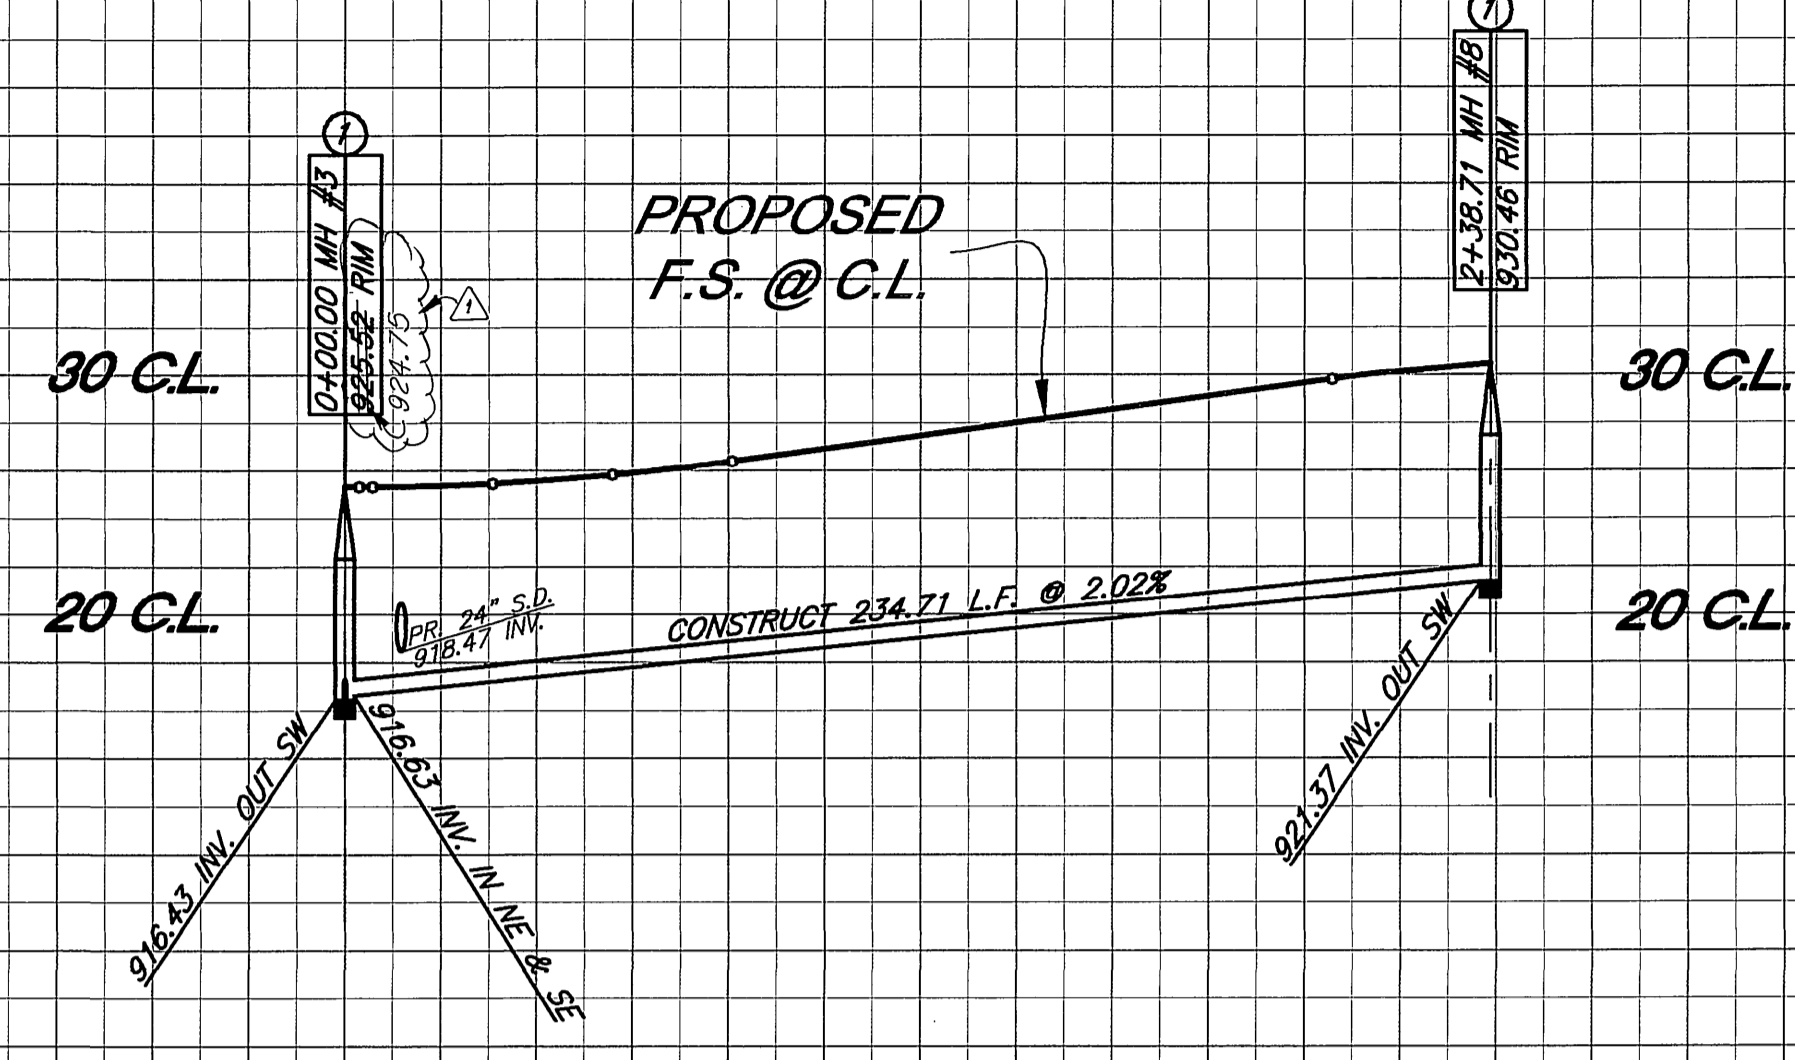 1
1
0+00.00 MH #3
925.52 RIM
924.75
1
2+38.71 MH #8
930.46 RIM
PROPOSED
F.S. @ C.L.
30 C.L.
30 C.L.
20 C.L.
20 C.L.
PR. 24" S.D.
918.47 INV.
CONSTRUCT 234.71 L.F. @ 2.02%
916.43 INV. OUT SW
916.63 INV. IN NE & SE
921.37 INV. OUT SW